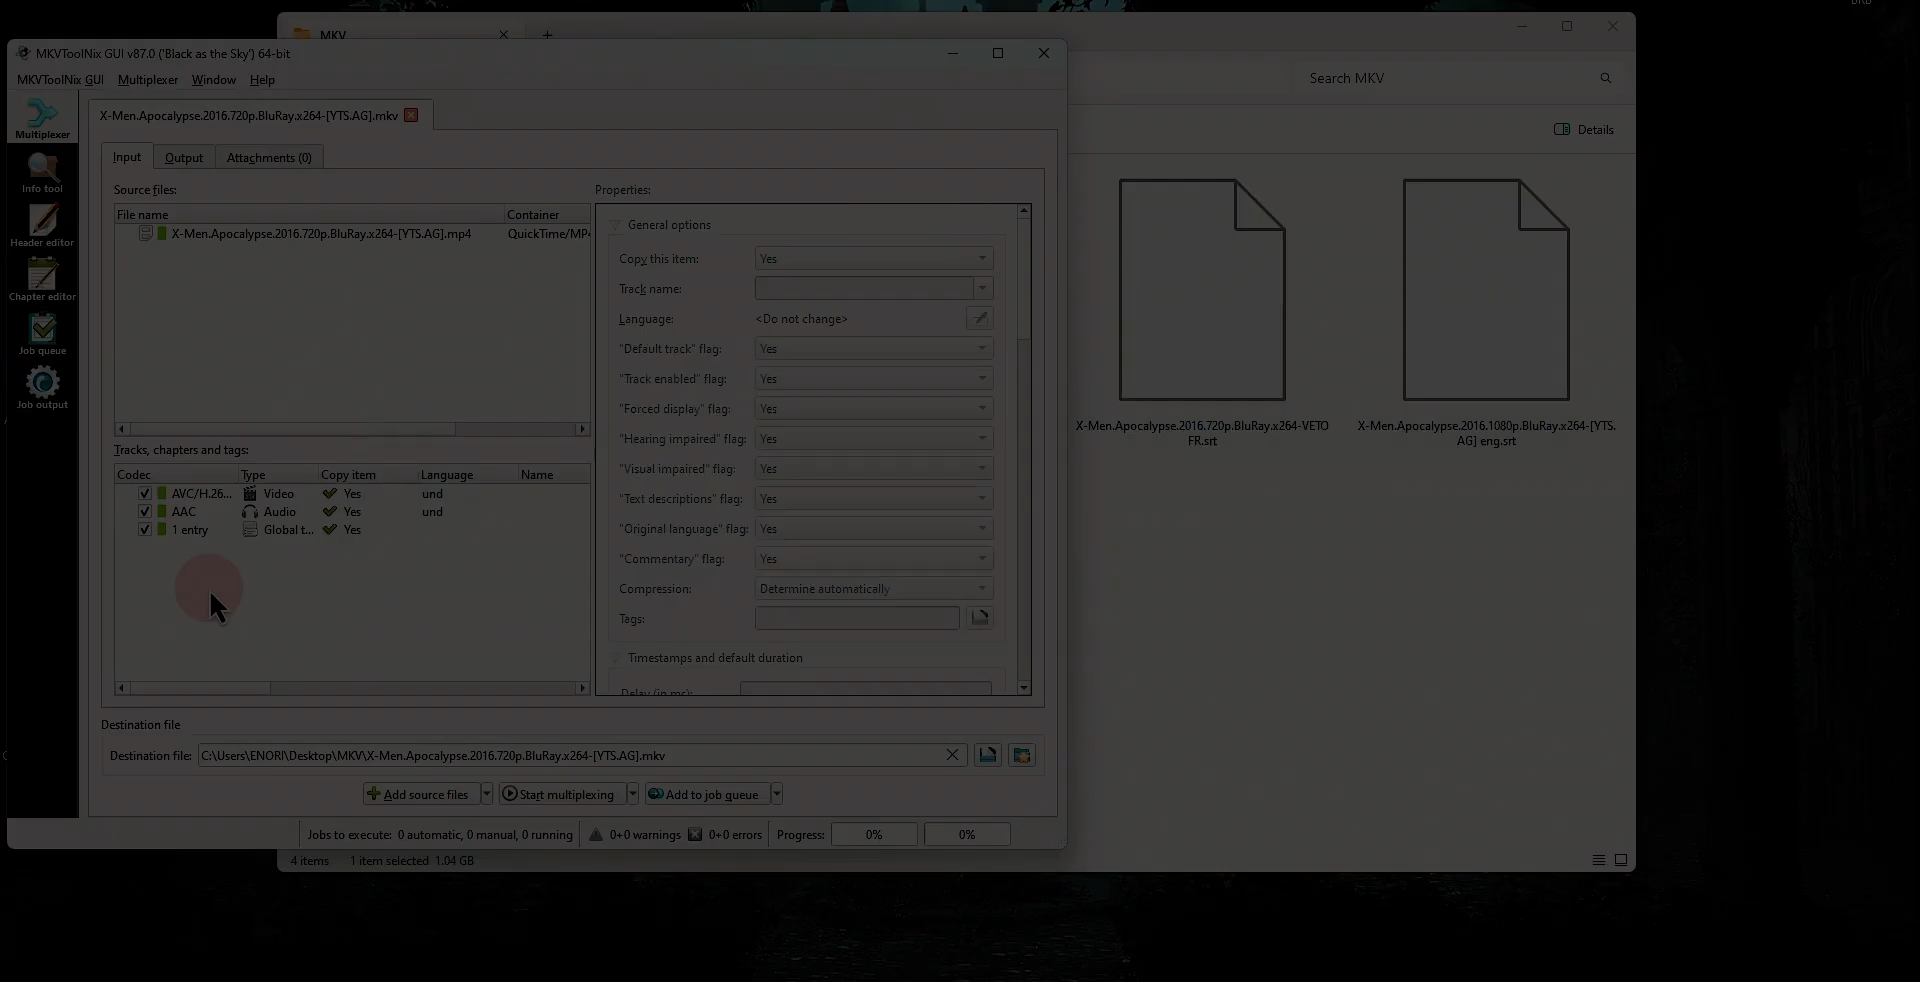 BRB
MKV
MKVToolNix GUI v87.0 ('Black as the Sky') 64-bit
MKVToolNix GUI Multiplexer Window Help
Search MKV
X-Men.Apocalypse.2016.720p.BluRay.x264-[YTS.AG].mkv
Details
Multiplexer
Info tool
Header editor
Chapter editor
Job queue
Job output
Input Output Attachments (0)
Source files:
File name Container
X-Men.Apocalypse.2016.720p.BluRay.x264-[YTS.AG].mp4 QuickTime/MP4
Tracks, chapters and tags:
Codec Type Copy item Language Name
AVC/H.26... Video Yes und
AAC Audio Yes und
1 entry Global t... Yes
Properties:
General options
Copy this item: Yes
Track name:
Language: <Do not change>
"Default track" flag: Yes
"Track enabled" flag: Yes
"Forced display" flag: Yes
"Hearing impaired" flag: Yes
"Visual impaired" flag: Yes
"Text descriptions" flag: Yes
"Original language" flag: Yes
"Commentary" flag: Yes
Compression: Determine automatically
Tags:
Timestamps and default duration
Delay (in ms):
X-Men.Apocalypse.2016.720p.BluRay.x264-VETO
FR.srt
X-Men.Apocalypse.2016.1080p.BluRay.x264-[YTS.
AG] eng.srt
Destination file
Destination file: C:\Users\ENORI\Desktop\MKV\X-Men.Apocalypse.2016.720p.BluRay.x264-[YTS.AG].mkv
Add source files Start multiplexing Add to job queue
Jobs to execute: 0 automatic, 0 manual, 0 running 0+0 warnings 0+0 errors Progress: 0% 0%
4 items 1 item selected 1.04 GB